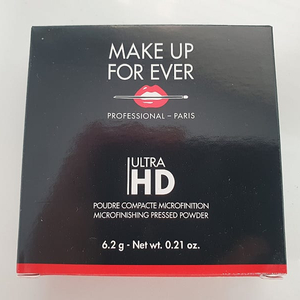 MAKE UP
FOR EVER
PROFESSIONAL – PARIS
ULTRA
HD
POUDRE COMPACTE MICROFINITION
MICROFINISHING PRESSED POWDER
6.2 g - Net wt. 0.21 oz.